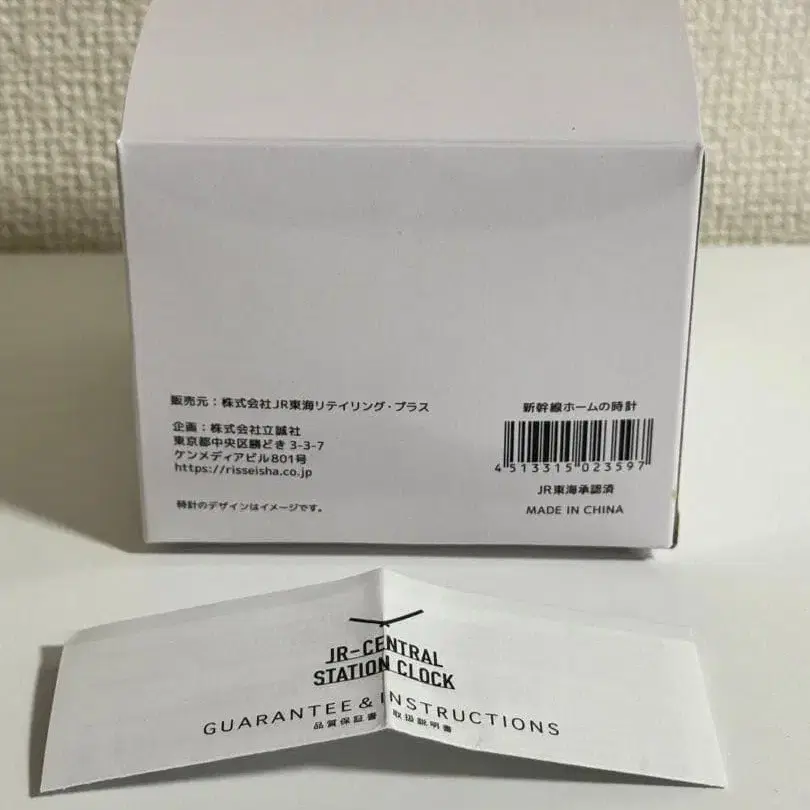 販売元：株式会社JR東海リテイリング・プラス
企画：株式会社立誠社
東京都中央区勝どき 3-3-7
ケンメディアビル801号
https://risseisha.co.jp
時計のデザインはイメージです。
新幹線ホームの時計
4 513315 023597
JR東海承認済
MADE IN CHINA
JR-CENTRAL
STATION CLOCK
GUARANTEE & INSTRUCTIONS
品質保証書 取扱説明書